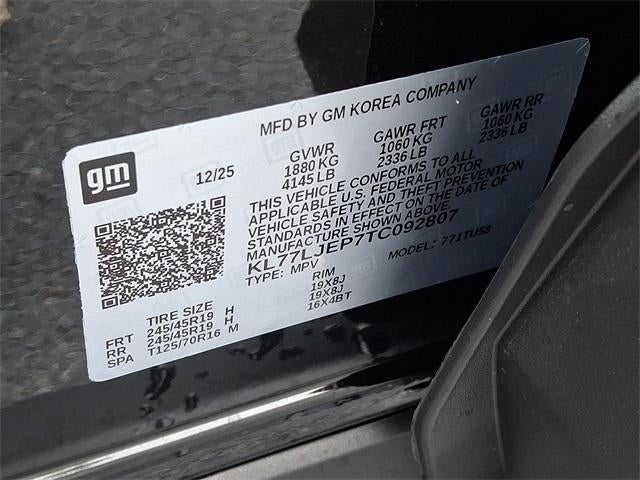 MFD BY GM KOREA COMPANY
gm
12/25
GVWR GAWR FRT GAWR RR
1880 KG 1060 KG 1060 KG
4145 LB 2336 LB 2336 LB
THIS VEHICLE CONFORMS TO ALL
APPLICABLE U.S. FEDERAL MOTOR
VEHICLE SAFETY AND THEFT PREVENTION
STANDARDS IN EFFECT ON THE DATE OF
MANUFACTURE SHOWN ABOVE.
KL77LJEP7TC092807
TYPE: MPV MODEL: 771TU58
TIRE SIZE RIM
FRT 245/45R19 H 19X8J
RR 245/45R19 H 19X8J
SPA T125/70R16 M 16X4BT